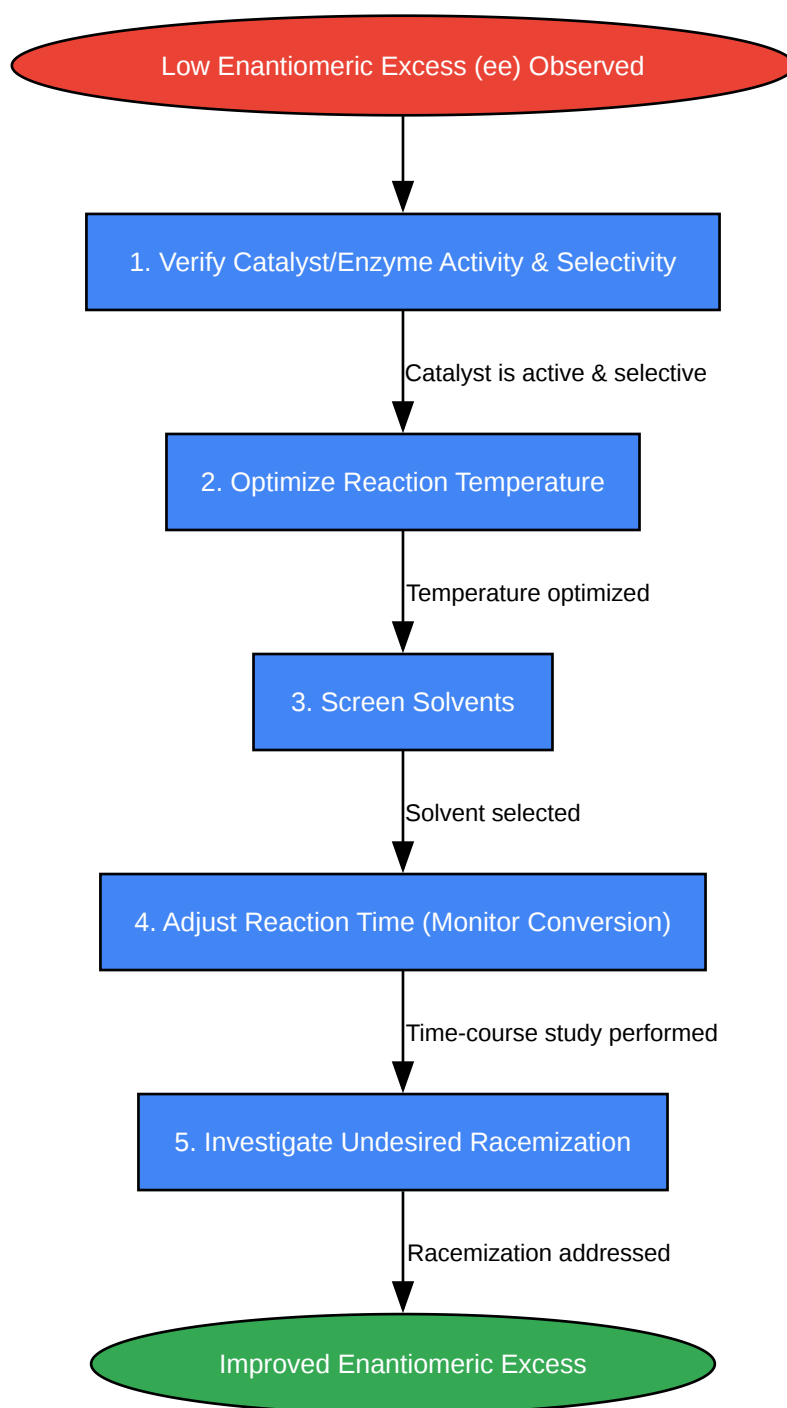 Low Enantiomeric Excess (ee) Observed
1. Verify Catalyst/Enzyme Activity & Selectivity
Catalyst is active & selective
2. Optimize Reaction Temperature
Temperature optimized
3. Screen Solvents
Solvent selected
4. Adjust Reaction Time (Monitor Conversion)
Time-course study performed
5. Investigate Undesired Racemization
Racemization addressed
Improved Enantiomeric Excess